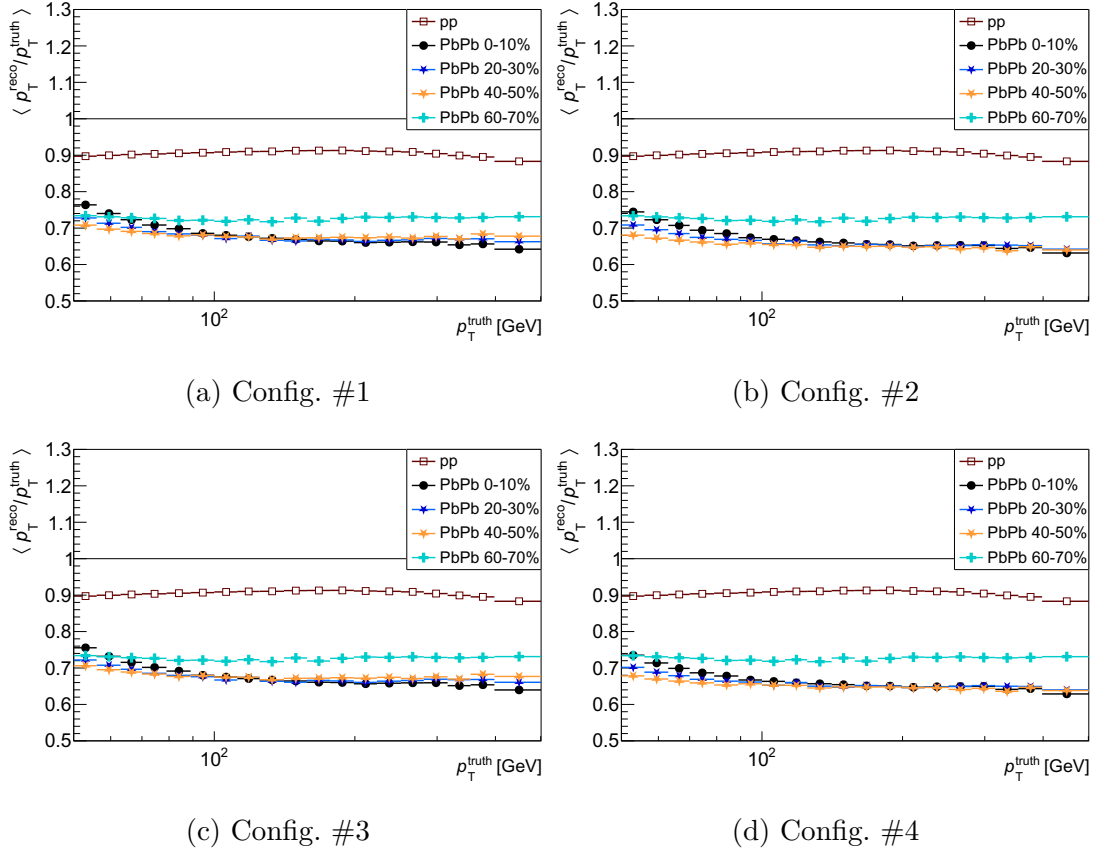 ⟨ p_T^reco/p_T^truth ⟩
1.3
1.2
1.1
1
0.9
0.8
0.7
0.6
0.5
pp
PbPb 0-10%
PbPb 20-30%
PbPb 40-50%
PbPb 60-70%
10²
p_T^truth [GeV]
(a) Config. #1
⟨ p_T^reco/p_T^truth ⟩
1.3
1.2
1.1
1
0.9
0.8
0.7
0.6
0.5
pp
PbPb 0-10%
PbPb 20-30%
PbPb 40-50%
PbPb 60-70%
10²
p_T^truth [GeV]
(b) Config. #2
⟨ p_T^reco/p_T^truth ⟩
1.3
1.2
1.1
1
0.9
0.8
0.7
0.6
0.5
pp
PbPb 0-10%
PbPb 20-30%
PbPb 40-50%
PbPb 60-70%
10²
p_T^truth [GeV]
(c) Config. #3
⟨ p_T^reco/p_T^truth ⟩
1.3
1.2
1.1
1
0.9
0.8
0.7
0.6
0.5
pp
PbPb 0-10%
PbPb 20-30%
PbPb 40-50%
PbPb 60-70%
10²
p_T^truth [GeV]
(d) Config. #4